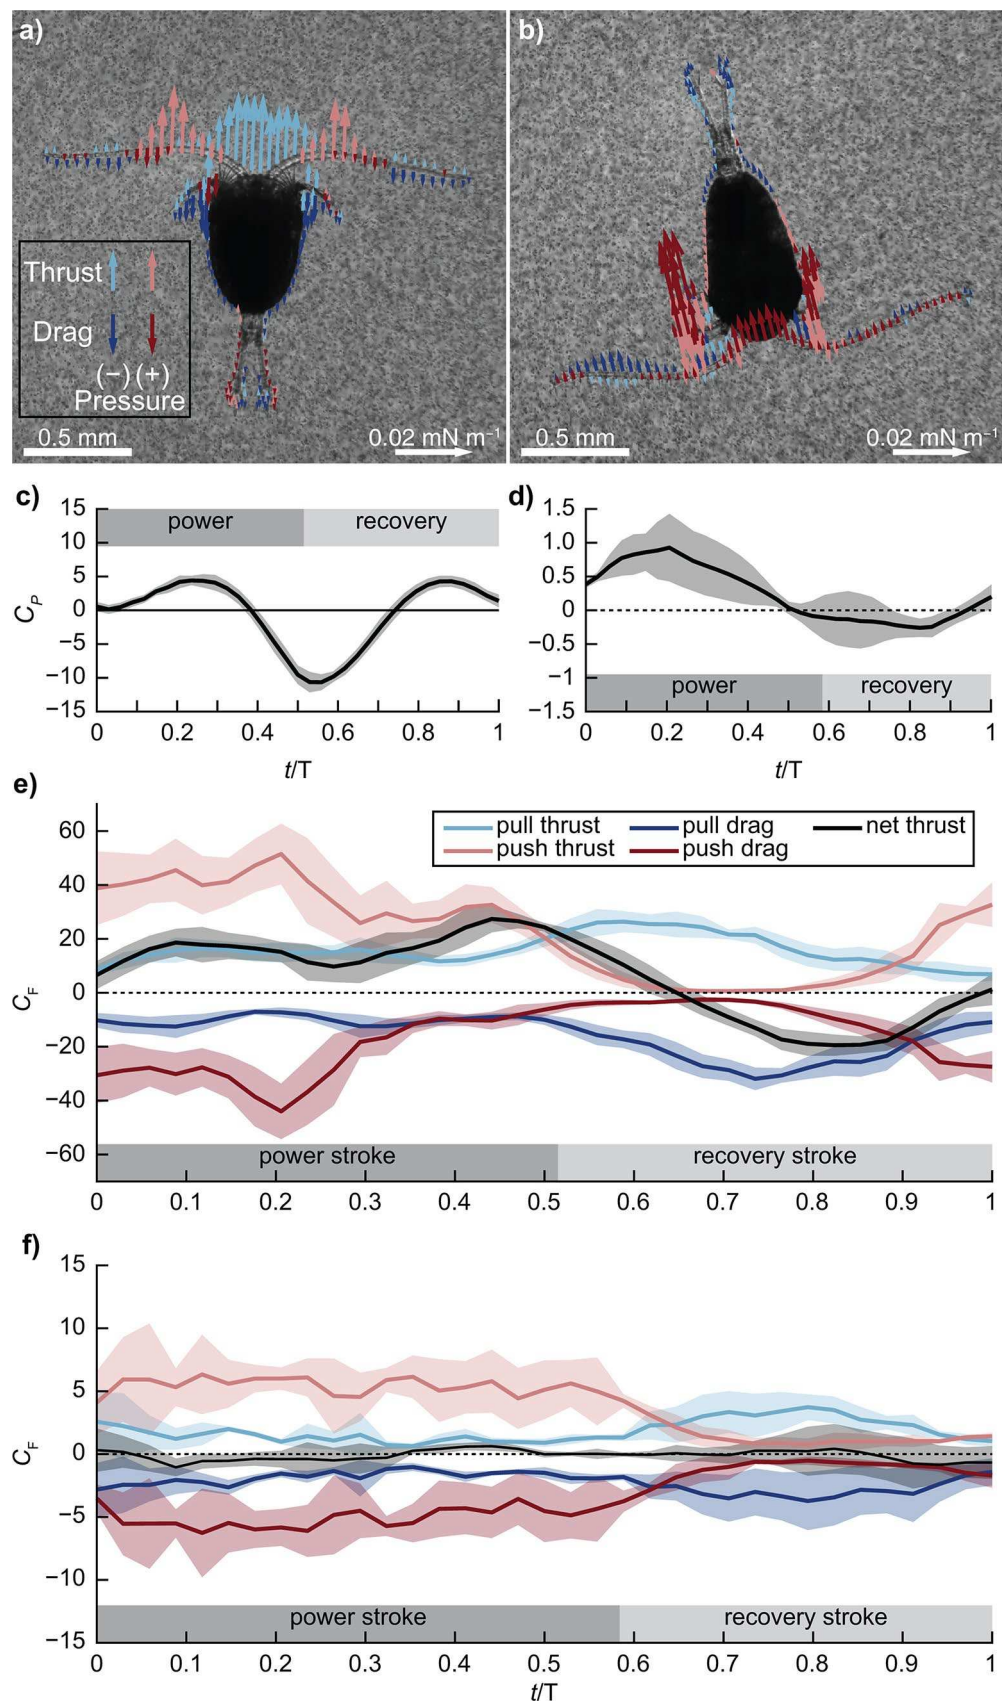 a)
b)
Thrust
Drag
(−) (+)
Pressure
0.5 mm
0.02 mN m⁻¹
0.5 mm
0.02 mN m⁻¹
c)
15
10
5
0
−5
−10
−15
C_P
power
recovery
0 0.2 0.4 0.6 0.8 1
t/T
d)
1.5
1.0
0.5
0
−0.5
−1
−1.5
power
recovery
0 0.2 0.4 0.6 0.8 1
t/T
e)
60
40
20
0
−20
−40
−60
C_F
pull thrust pull drag net thrust
push thrust push drag
power stroke
recovery stroke
0 0.1 0.2 0.3 0.4 0.5 0.6 0.7 0.8 0.9 1
f)
15
10
5
0
−5
−10
−15
C_F
power stroke
recovery stroke
0 0.1 0.2 0.3 0.4 0.5 0.6 0.7 0.8 0.9 1
t/T